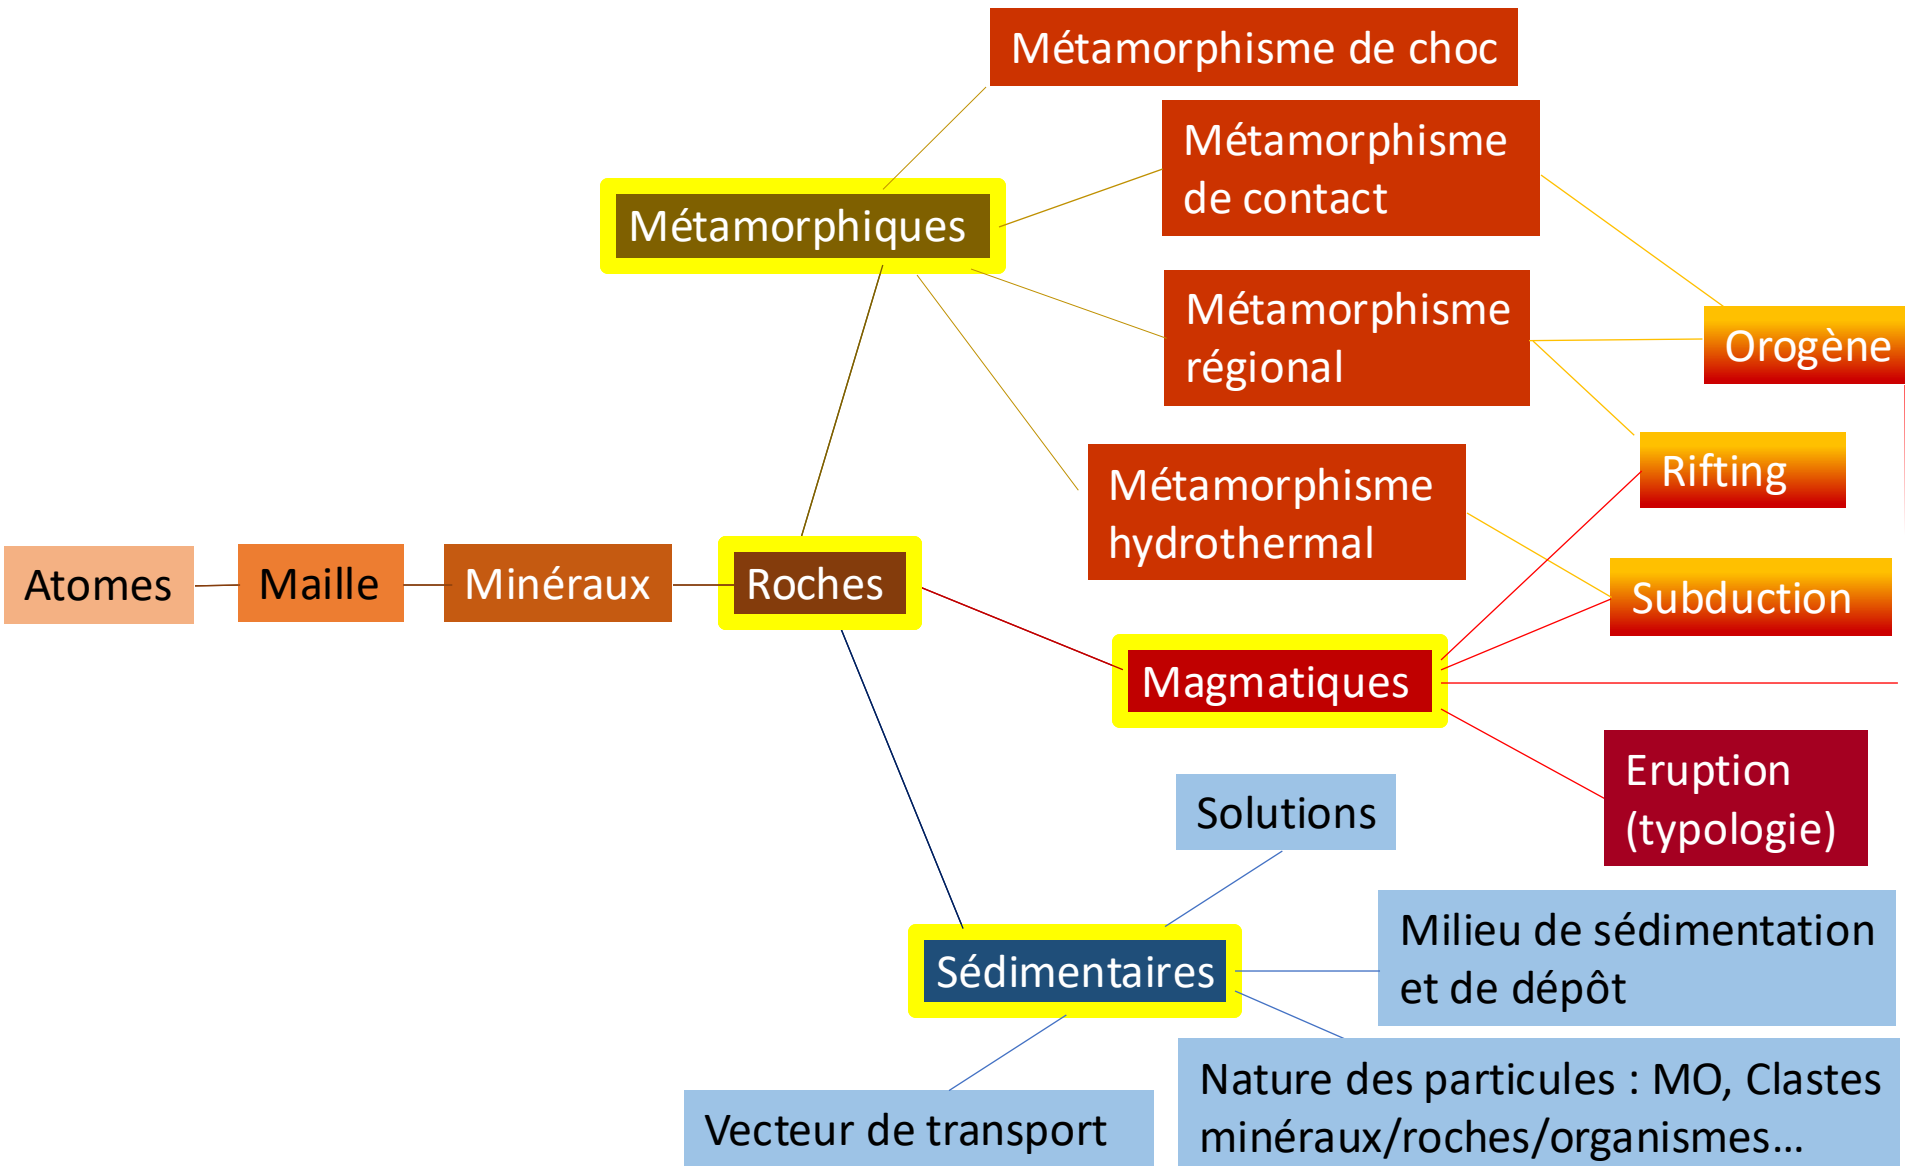 Métamorphisme de choc
Métamorphisme
de contact
Métamorphiques
Métamorphisme
régional
Orogène
Rifting
Métamorphisme
hydrothermal
Atomes
Maille
Minéraux
Roches
Subduction
Magmatiques
Eruption
(typologie)
Solutions
Milieu de sédimentation
et de dépôt
Sédimentaires
Nature des particules : MO, Clastes
minéraux/roches/organismes...
Vecteur de transport